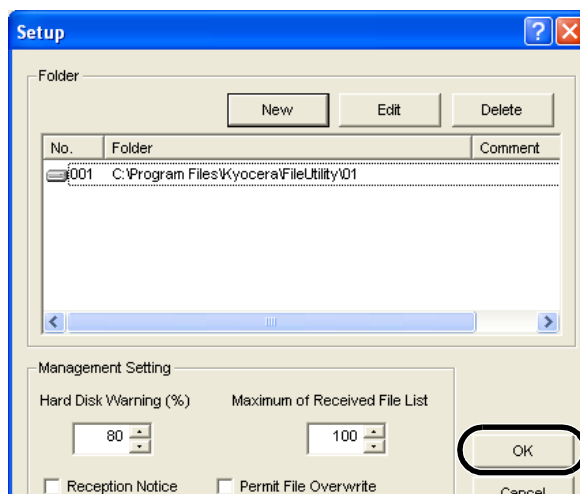 Setup
Folder
New Edit Delete
No. Folder Comment
001 C:\Program Files\Kyocera\FileUtility\01
Management Setting
Hard Disk Warning (%) Maximum of Received File List
80 100
OK
Reception Notice Permit File Overwrite
Cancel